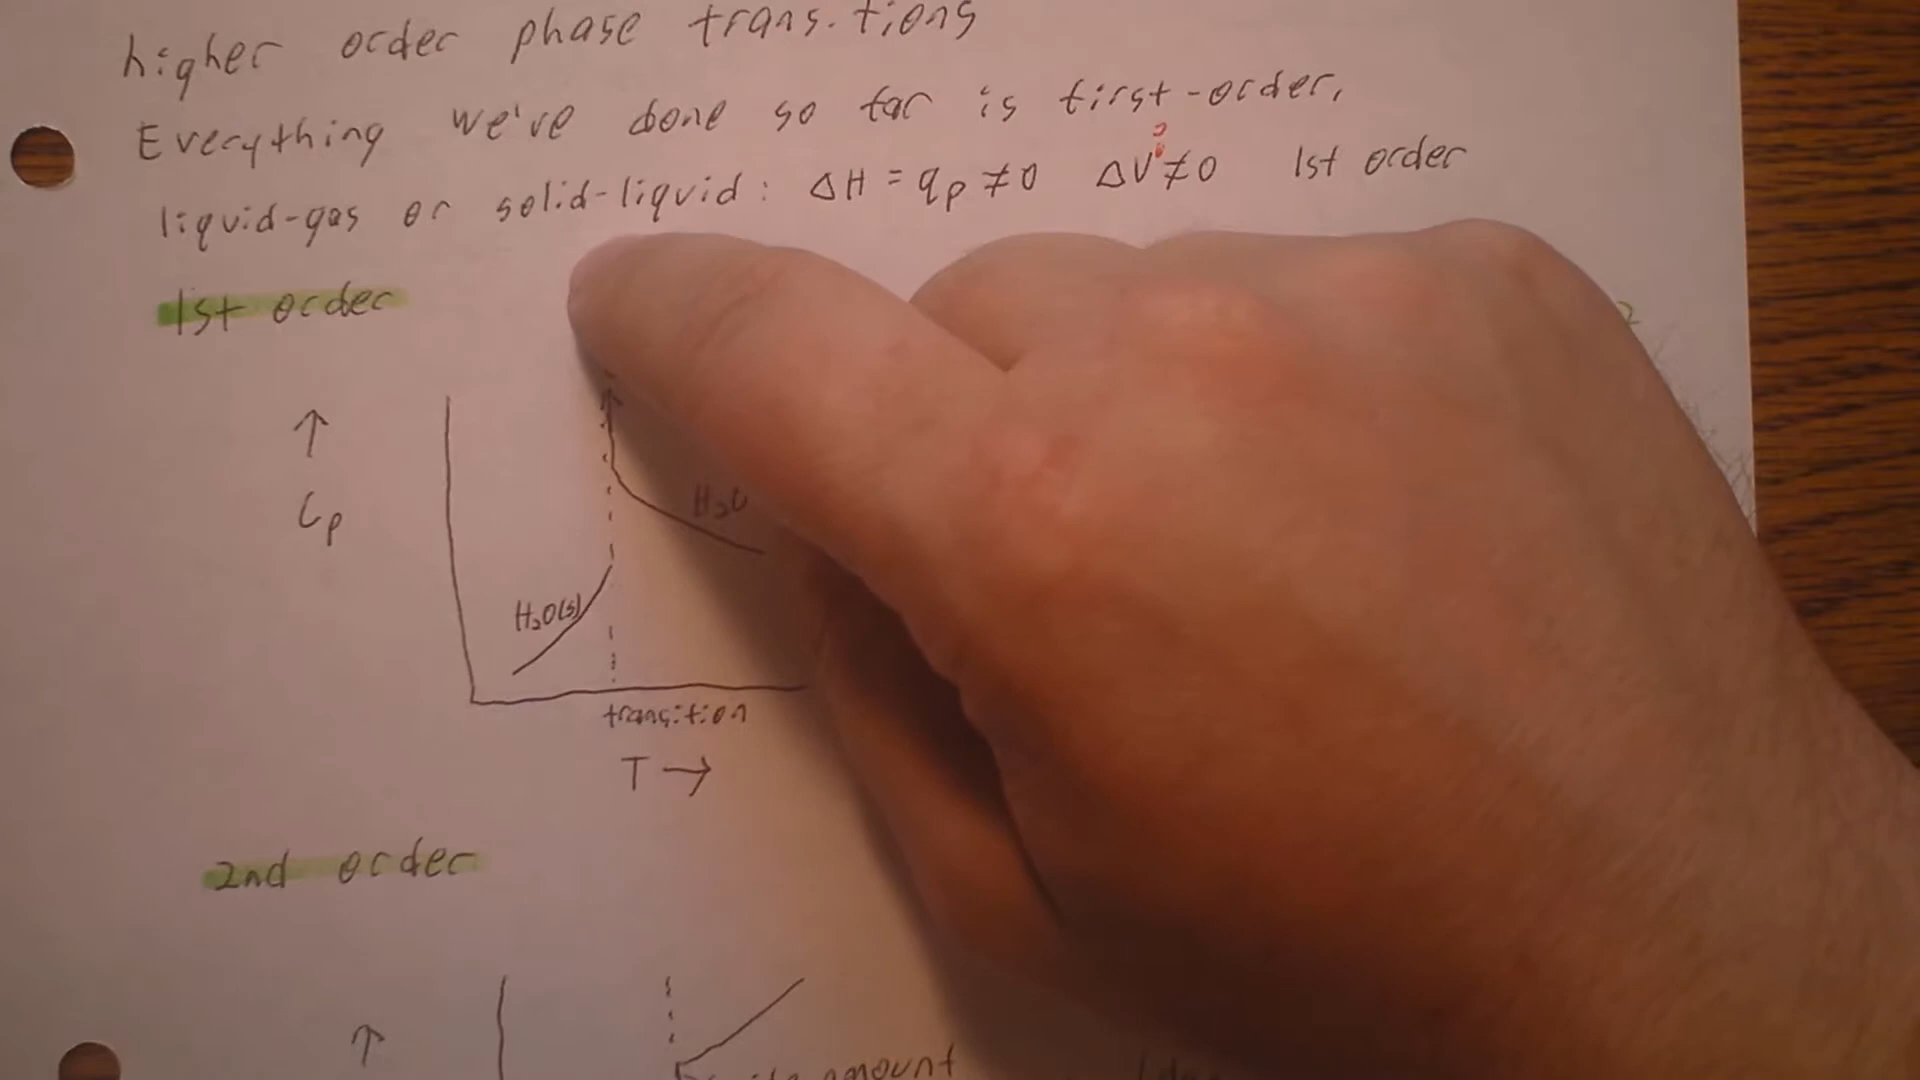 higher order phase transitions
Everything we've done so far is first-order,
liquid-gas or solid-liquid: ΔH = qp ≠ 0 ΔV ≠ 0 1st order
1st order
↑
Cp
H₂O
H₂O(s)
transition
T →
2nd order
↑
amount